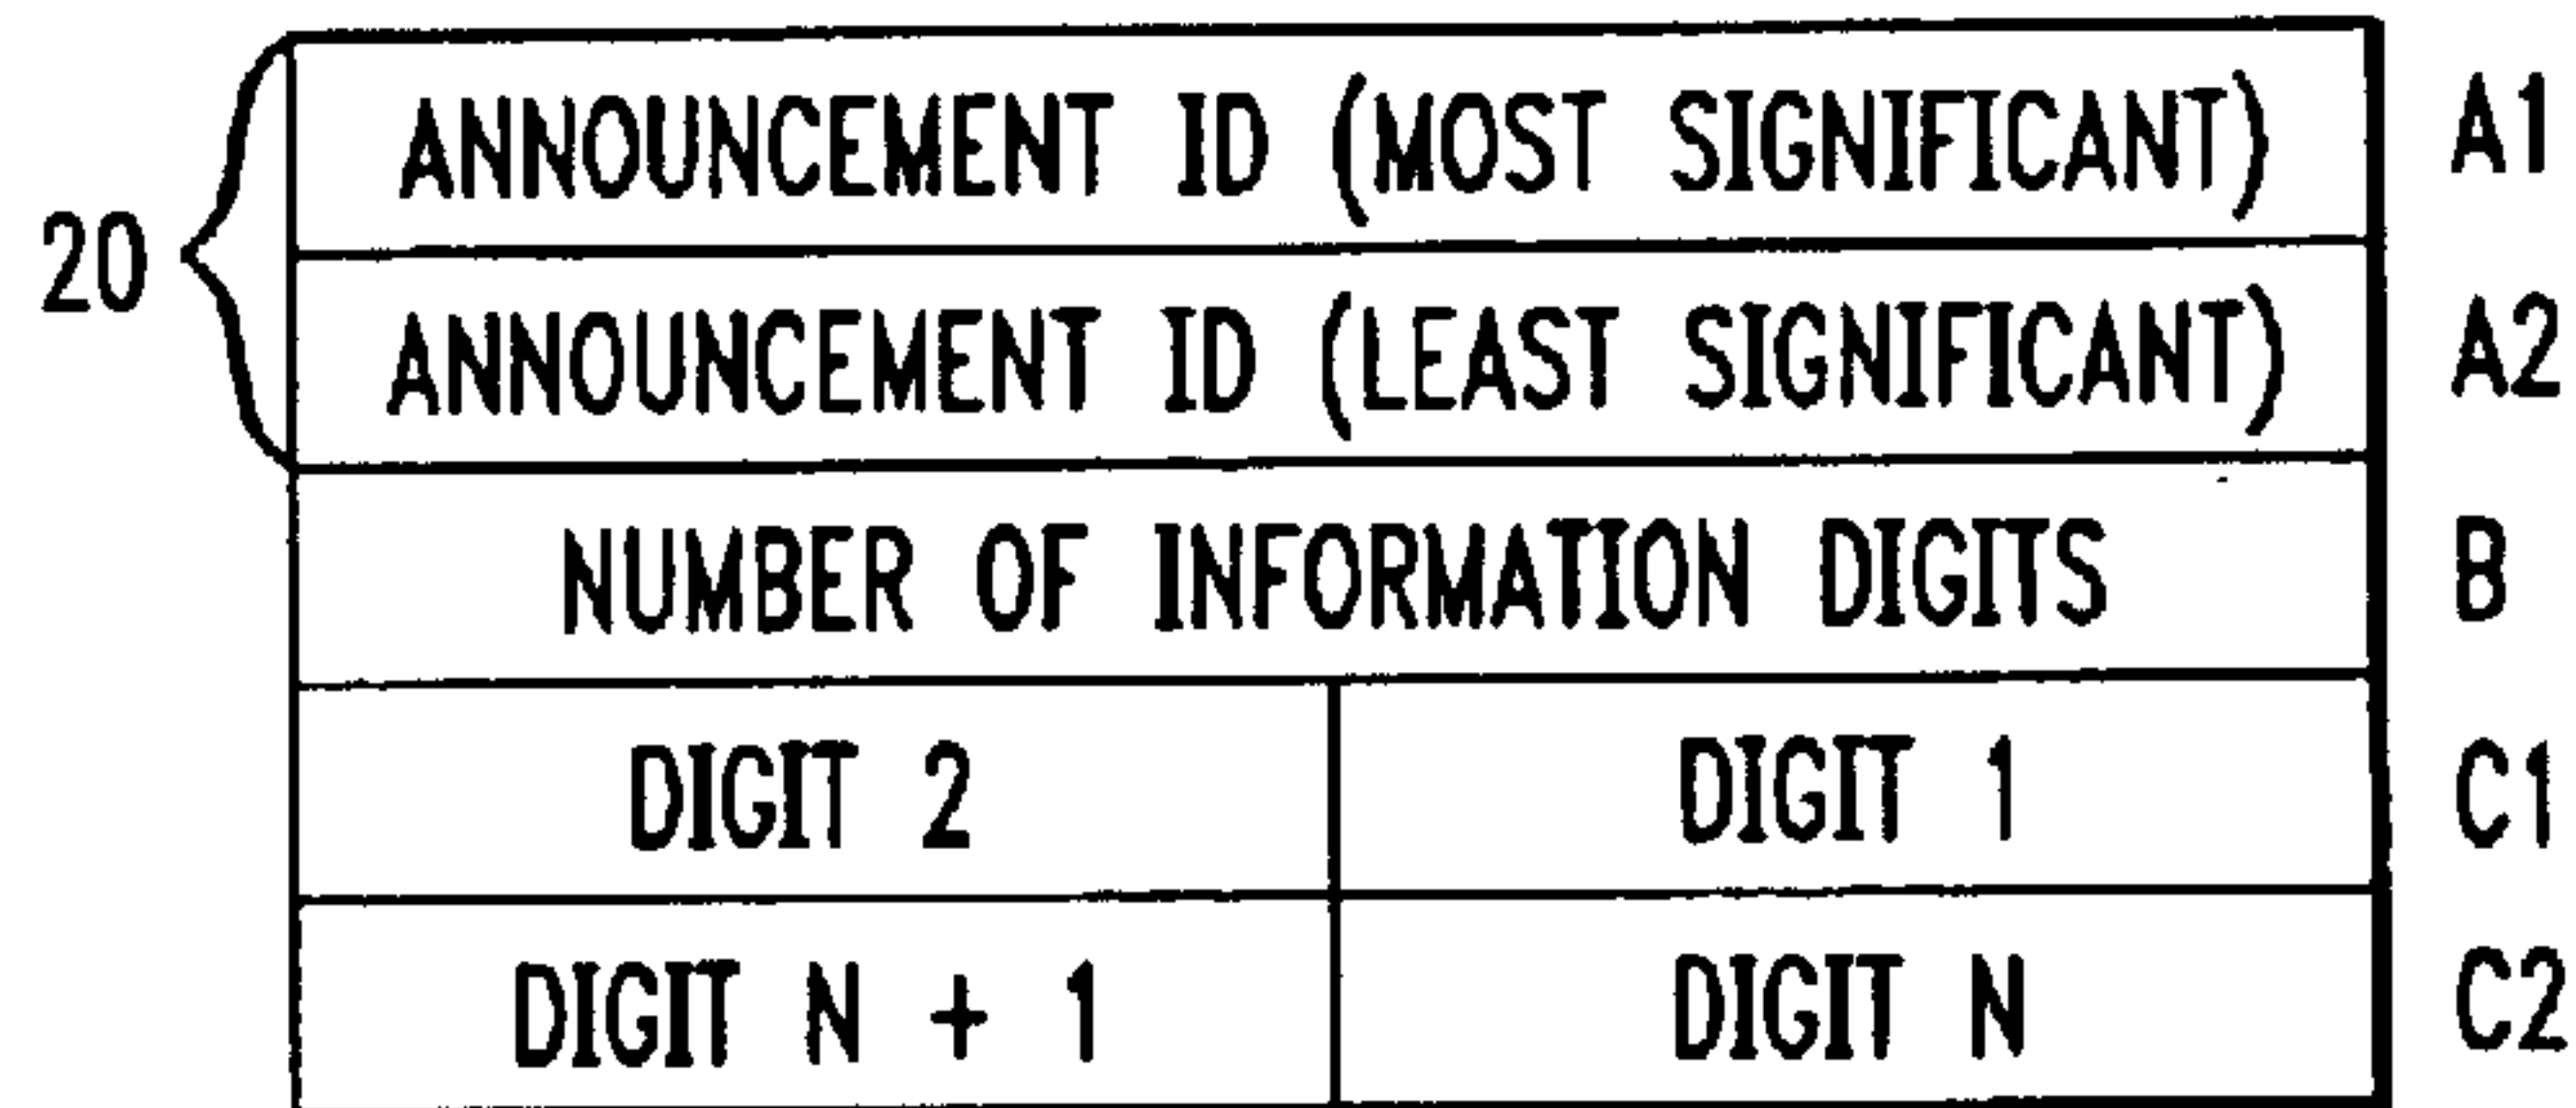 ANNOUNCEMENT ID (MOST SIGNIFICANT) A1
20
ANNOUNCEMENT ID (LEAST SIGNIFICANT) A2
NUMBER OF INFORMATION DIGITS B
DIGIT 2 DIGIT 1 C1
DIGIT N + 1 DIGIT N C2